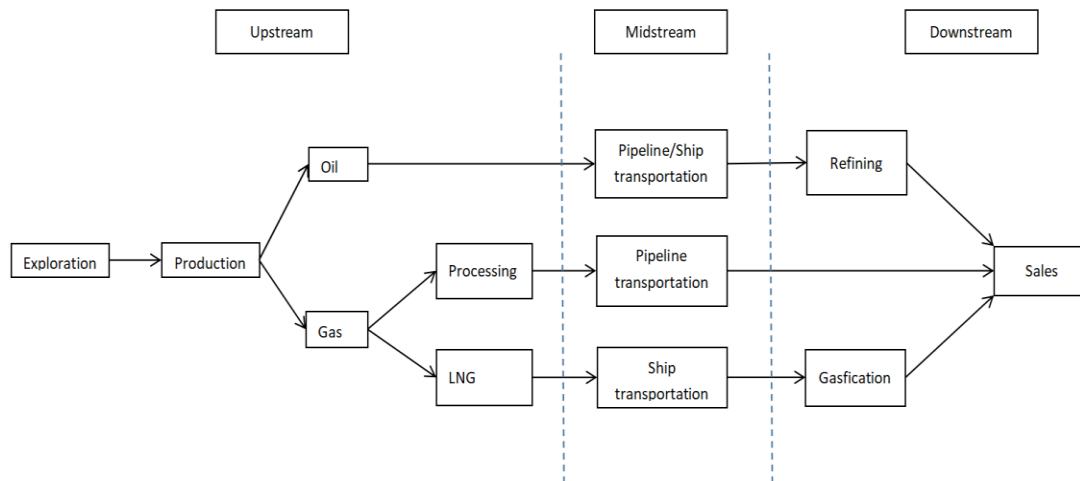 Upstream
Midstream
Downstream
Oil
Pipeline/Ship
transportation
Refining
Exploration
Production
Processing
Pipeline
transportation
Sales
Gas
LNG
Ship
transportation
Gasfication